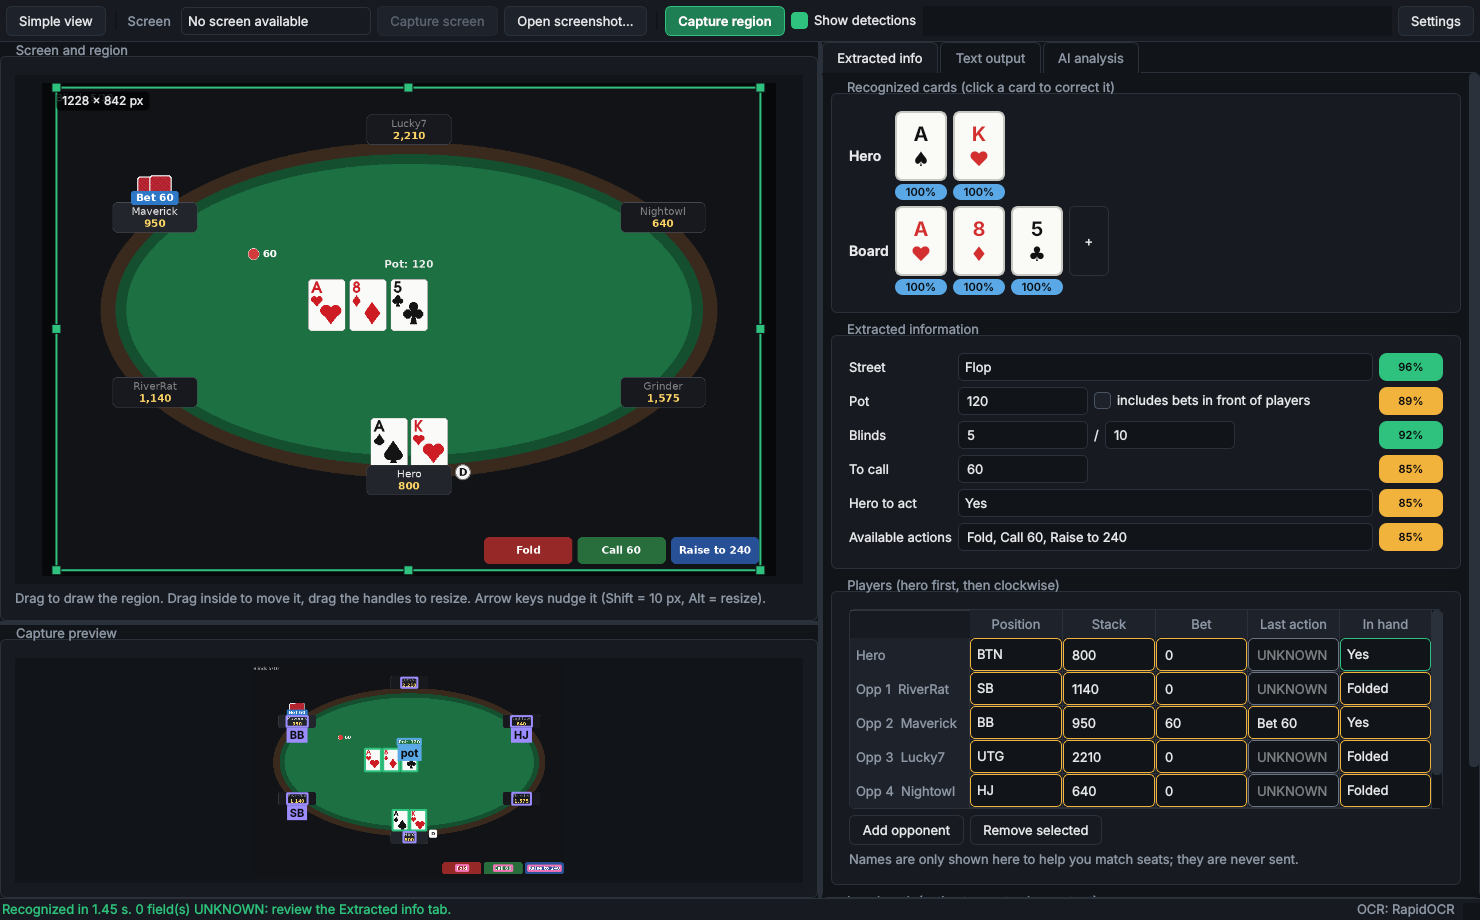 Simple view
Screen
No screen available
Capture screen
Open screenshot...
Capture region
Show detections
Settings
Screen and region
1228 × 842 px
Lucky7
2,210
Bet 60
Maverick
950
Nightowl
640
60
Pot: 120
A
8
5
RiverRat
1,140
Grinder
1,575
A
K
Hero
800
D
Fold
Call 60
Raise to 240
Drag to draw the region. Drag inside to move it, drag the handles to resize. Arrow keys nudge it (Shift = 10 px, Alt = resize).
Capture preview
BB
HJ
pot
SB
Extracted info
Text output
AI analysis
Recognized cards (click a card to correct it)
Hero
A
K
100%
100%
Board
A
8
5
+
100%
100%
100%
Extracted information
Street
Flop
96%
Pot
120
includes bets in front of players
89%
Blinds
5
/
10
92%
To call
60
85%
Hero to act
Yes
85%
Available actions
Fold, Call 60, Raise to 240
85%
Players (hero first, then clockwise)
Position Stack Bet Last action In hand
Hero BTN 800 0 UNKNOWN Yes
Opp 1 RiverRat SB 1140 0 UNKNOWN Folded
Opp 2 Maverick BB 950 60 Bet 60 Yes
Opp 3 Lucky7 UTG 2210 0 UNKNOWN Folded
Opp 4 Nightowl HJ 640 0 UNKNOWN Folded
Add opponent
Remove selected
Names are only shown here to help you match seats; they are never sent.
Recognized in 1.45 s. 0 field(s) UNKNOWN: review the Extracted info tab.
OCR: RapidOCR